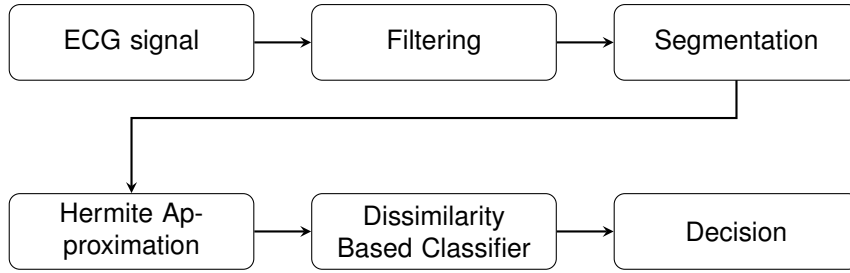 ECG signal
Filtering
Segmentation
Hermite Ap-
proximation
Dissimilarity
Based Classifier
Decision